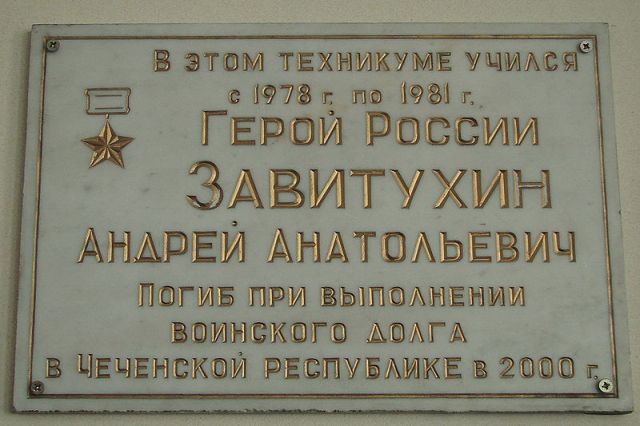 В ЭТОМ ТЕХНИКУМЕ УЧИЛСЯ
с 1978 г. по 1981 г.
ГЕРОЙ РОССИИ
ЗАВИТУХИН
АНДРЕЙ АНАТОЛЬЕВИЧ
ПОГИБ ПРИ ВЫПОЛНЕНИИ
ВОИНСКОГО ДОЛГА
В ЧЕЧЕНСКОЙ РЕСПУБЛИКЕ В 2000 г.